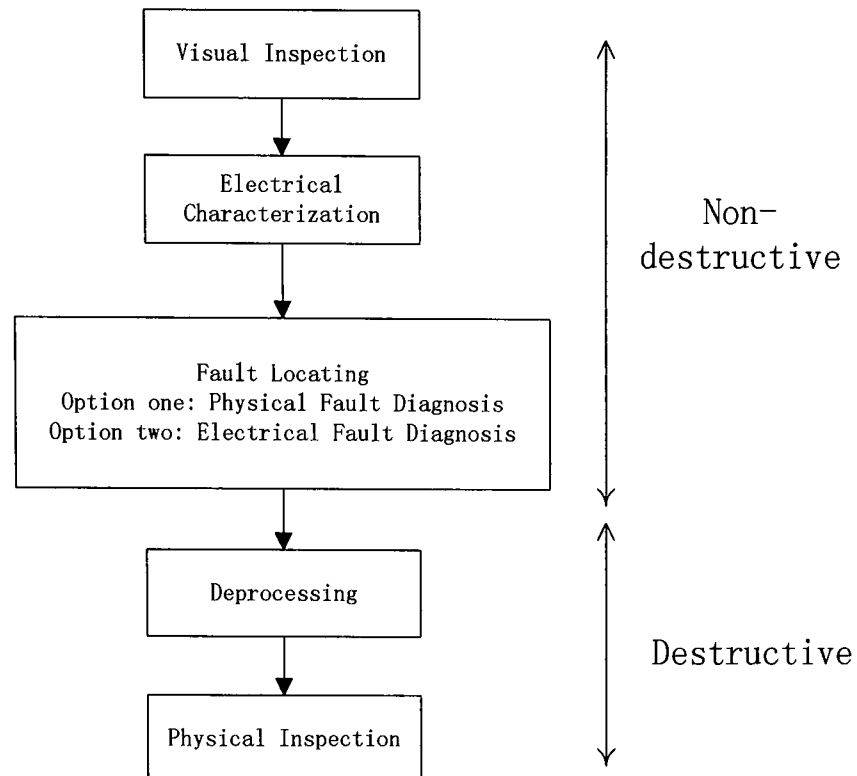 Visual Inspection
Electrical
Characterization
Fault Locating
Option one: Physical Fault Diagnosis
Option two: Electrical Fault Diagnosis
Deprocessing
Physical Inspection
Non-
destructive
Destructive